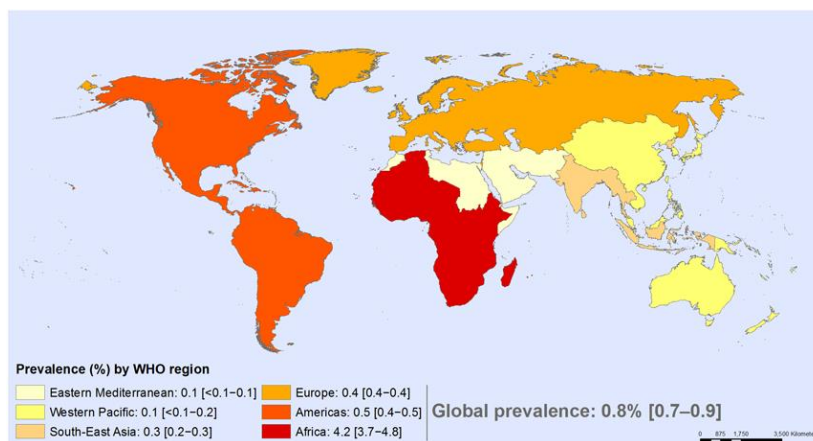 Prevalence (%) by WHO region
Eastern Mediterranean: 0.1 [<0.1–0.1]
Western Pacific: 0.1 [<0.1–0.2]
South-East Asia: 0.3 [0.2–0.3]
Europe: 0.4 [0.4–0.4]
Americas: 0.5 [0.4–0.5]
Africa: 4.2 [3.7–4.8]
Global prevalence: 0.8% [0.7–0.9]
0 875 1,750 3,500 Kilomete